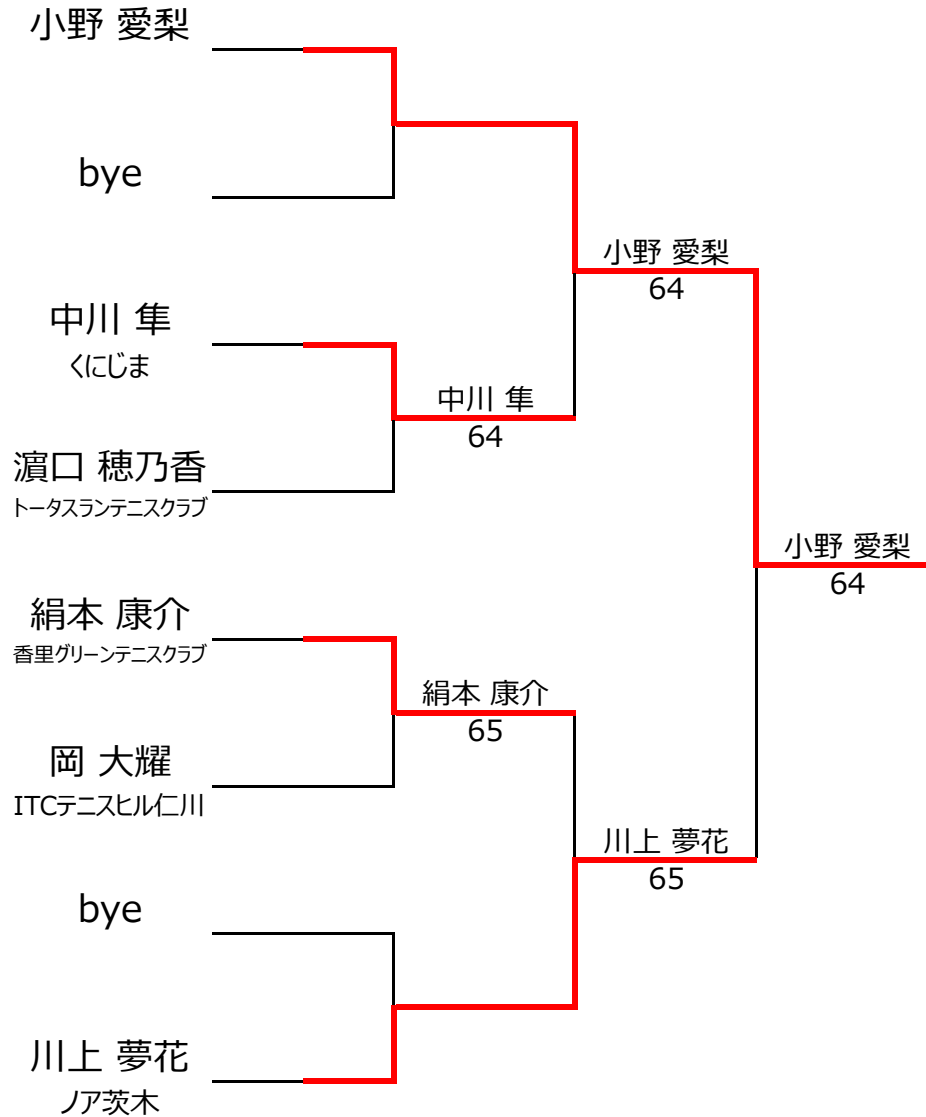 小野 愛梨
bye
中川 隼
くにじま
濵口 穂乃香
トータスランテニスクラブ
絹本 康介
香里グリーンテニスクラブ
岡 大耀
ITCテニスヒル仁川
bye
川上 夢花
ノア茨木
中川 隼
64
絹本 康介
65
小野 愛梨
64
川上 夢花
65
小野 愛梨
64